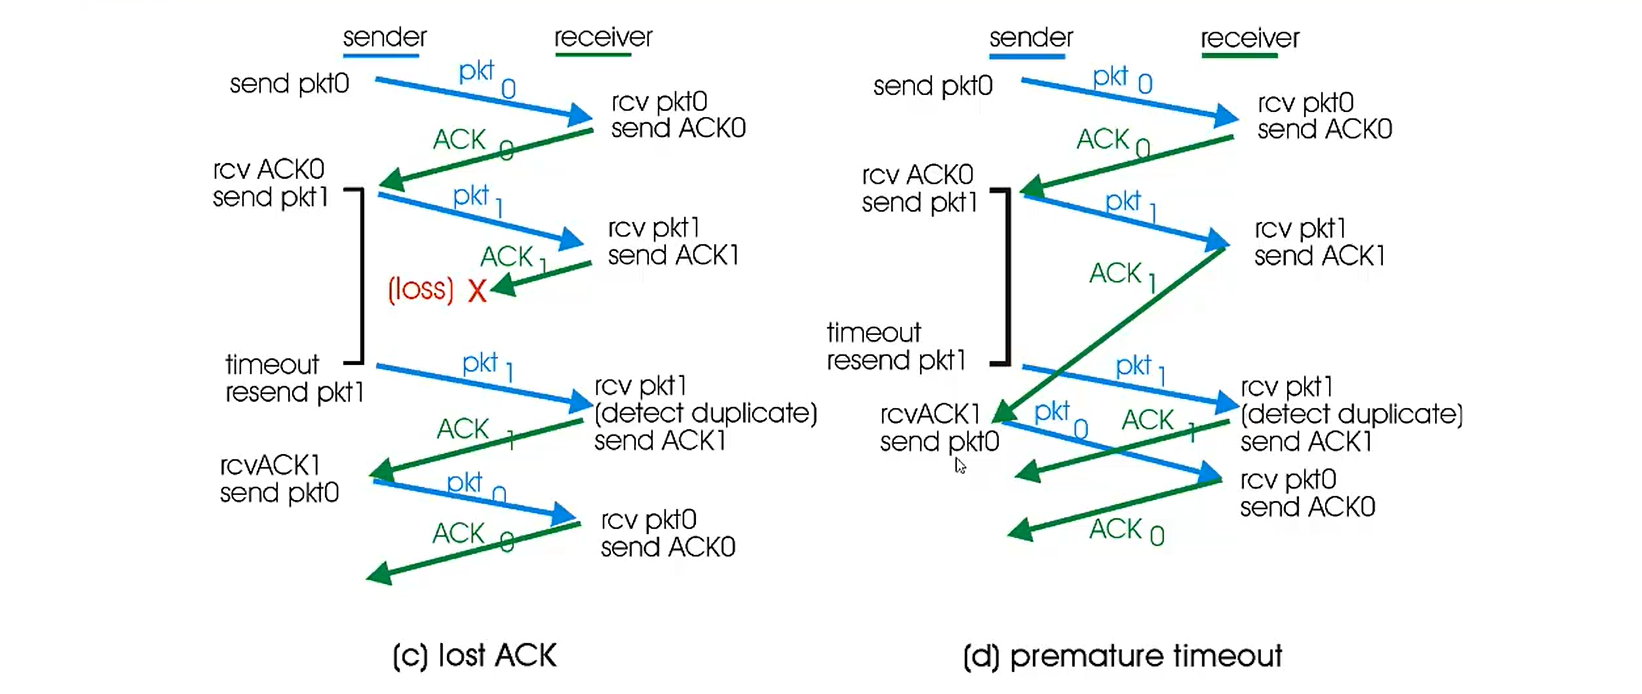 sender
receiver
send pkt0
pkt 0
rcv pkt0
send ACK0
ACK 0
rcv ACK0
send pkt1
pkt 1
rcv pkt1
send ACK1
ACK 1
(loss) X
timeout
resend pkt1
pkt 1
rcv pkt1
(detect duplicate)
send ACK1
ACK 1
rcvACK1
send pkt0
pkt 0
rcv pkt0
send ACK0
ACK 0
(c) lost ACK
sender
receiver
send pkt0
pkt 0
rcv pkt0
send ACK0
ACK 0
rcv ACK0
send pkt1
pkt 1
rcv pkt1
send ACK1
ACK 1
timeout
resend pkt1
pkt 1
rcv pkt1
(detect duplicate)
send ACK1
rcvACK1
send pkt0
pkt 0
ACK 1
rcv pkt0
send ACK0
ACK 0
(d) premature timeout